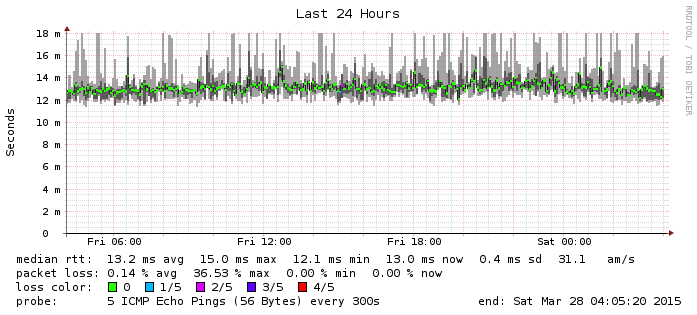 Last 24 Hours
RRDTOOL / TOBI OETIKER
Seconds
18 m
16 m
14 m
12 m
10 m
8 m
6 m
4 m
2 m
0
Fri 06:00 Fri 12:00 Fri 18:00 Sat 00:00
median rtt: 13.2 ms avg 15.0 ms max 12.1 ms min 13.0 ms now 0.4 ms sd 31.1 am/s
packet loss: 0.14 % avg 36.53 % max 0.00 % min 0.00 % now
loss color: 0 1/5 2/5 3/5 4/5
probe: 5 ICMP Echo Pings (56 Bytes) every 300s end: Sat Mar 28 04:05:20 2015